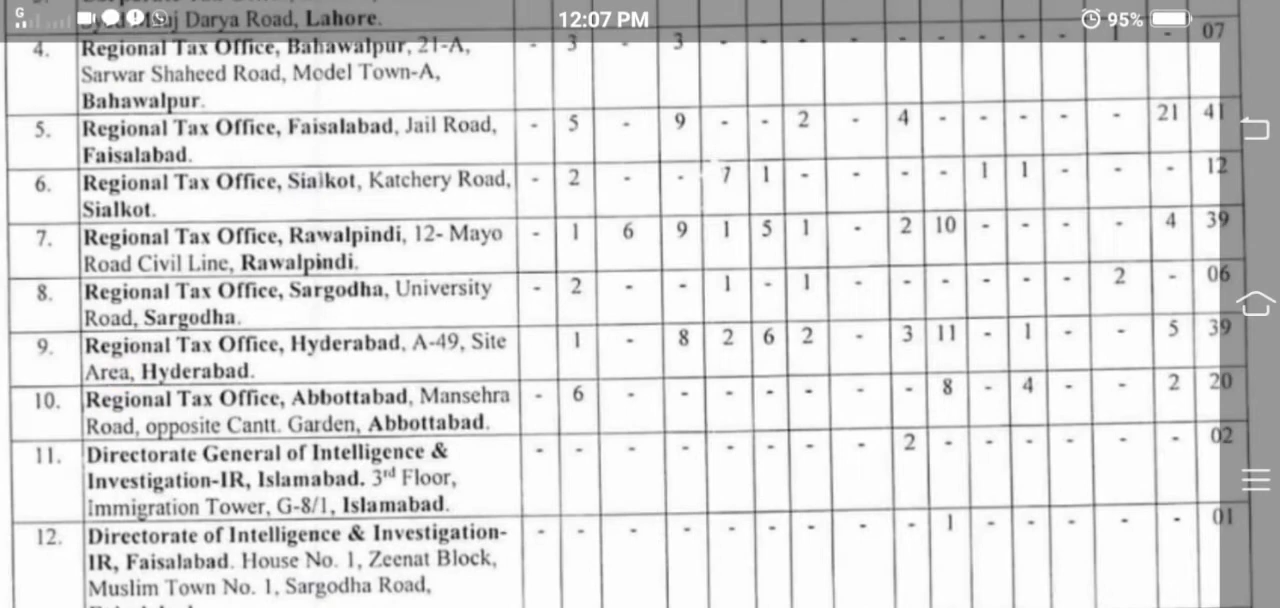 Darya Road, Lahore.
12:07 PM
95%
4. Regional Tax Office, Bahawalpur, 21-A, - 3 - 3 - - - - - - - - - 1 - 07
Sarwar Shaheed Road, Model Town-A,
Bahawalpur.
5. Regional Tax Office, Faisalabad, Jail Road, - 5 - 9 - - 2 - 4 - - - - - 21 41
Faisalabad.
6. Regional Tax Office, Sialkot, Katchery Road, - 2 - - 7 1 - - - - 1 1 - - - 12
Sialkot.
7. Regional Tax Office, Rawalpindi, 12- Mayo - 1 6 9 1 5 1 - 2 10 - - - - 4 39
Road Civil Line, Rawalpindi.
8. Regional Tax Office, Sargodha, University - 2 - - 1 - 1 - - - - - - 2 - 06
Road, Sargodha.
9. Regional Tax Office, Hyderabad, A-49, Site 1 - 8 2 6 2 - 3 11 - 1 - - 5 39
Area, Hyderabad.
10. Regional Tax Office, Abbottabad, Mansehra - 6 - - - - - - - 8 - 4 - - 2 20
Road, opposite Cantt. Garden, Abbottabad.
11. Directorate General of Intelligence & - - - - - - - - 2 - - - - - - 02
Investigation-IR, Islamabad. 3rd Floor,
Immigration Tower, G-8/1, Islamabad.
12. Directorate of Intelligence & Investigation- - - - - - - - - - 1 - - - - - 01
IR, Faisalabad. House No. 1, Zeenat Block,
Muslim Town No. 1, Sargodha Road,